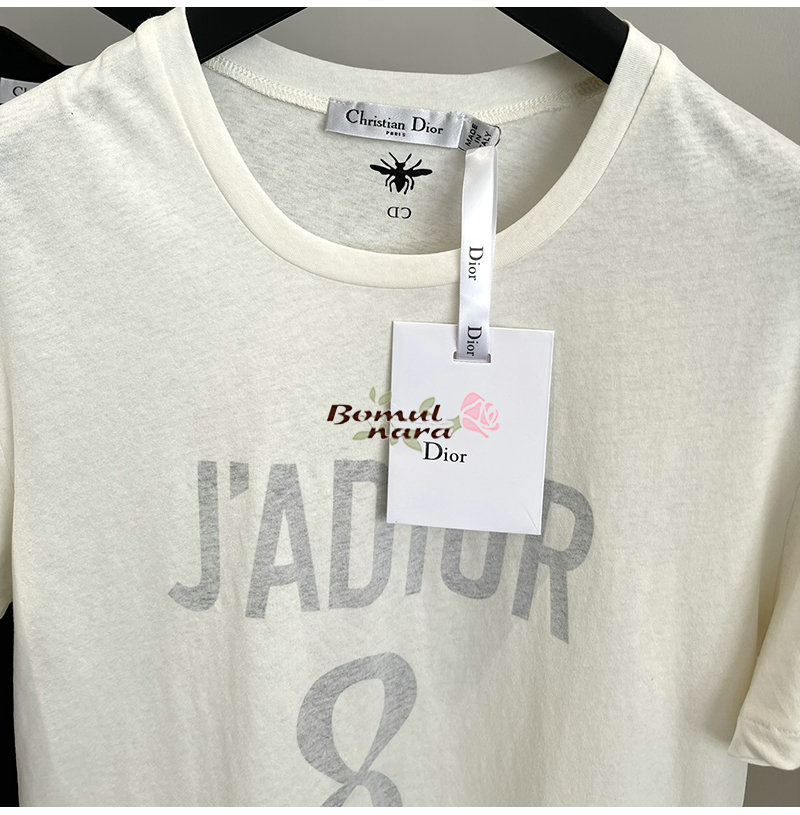 Christian Dior
PARIS
MADE
IN
ITALY
CD
Dior
Dior
Bomul
nara
Dior
J'ADIOR
8